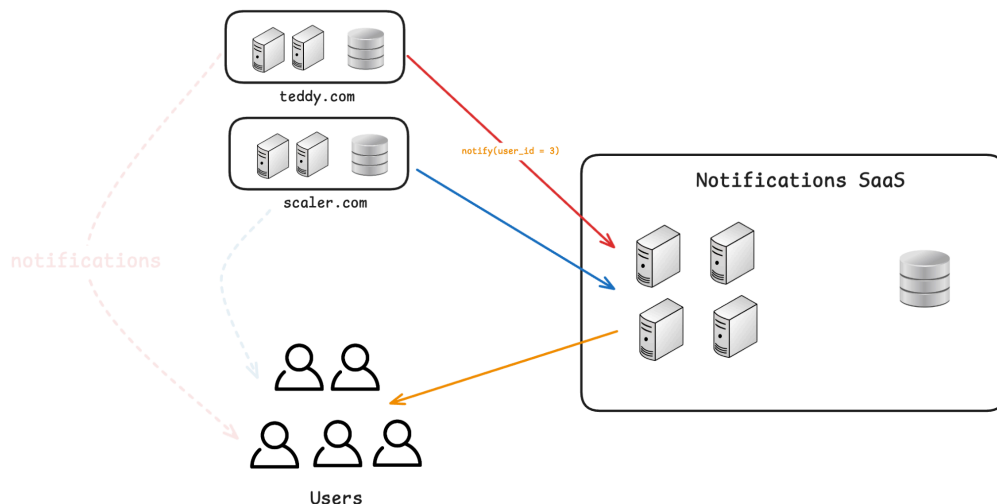 teddy.com
notify(user_id = 3)
Notifications SaaS
scaler.com
notifications
Users